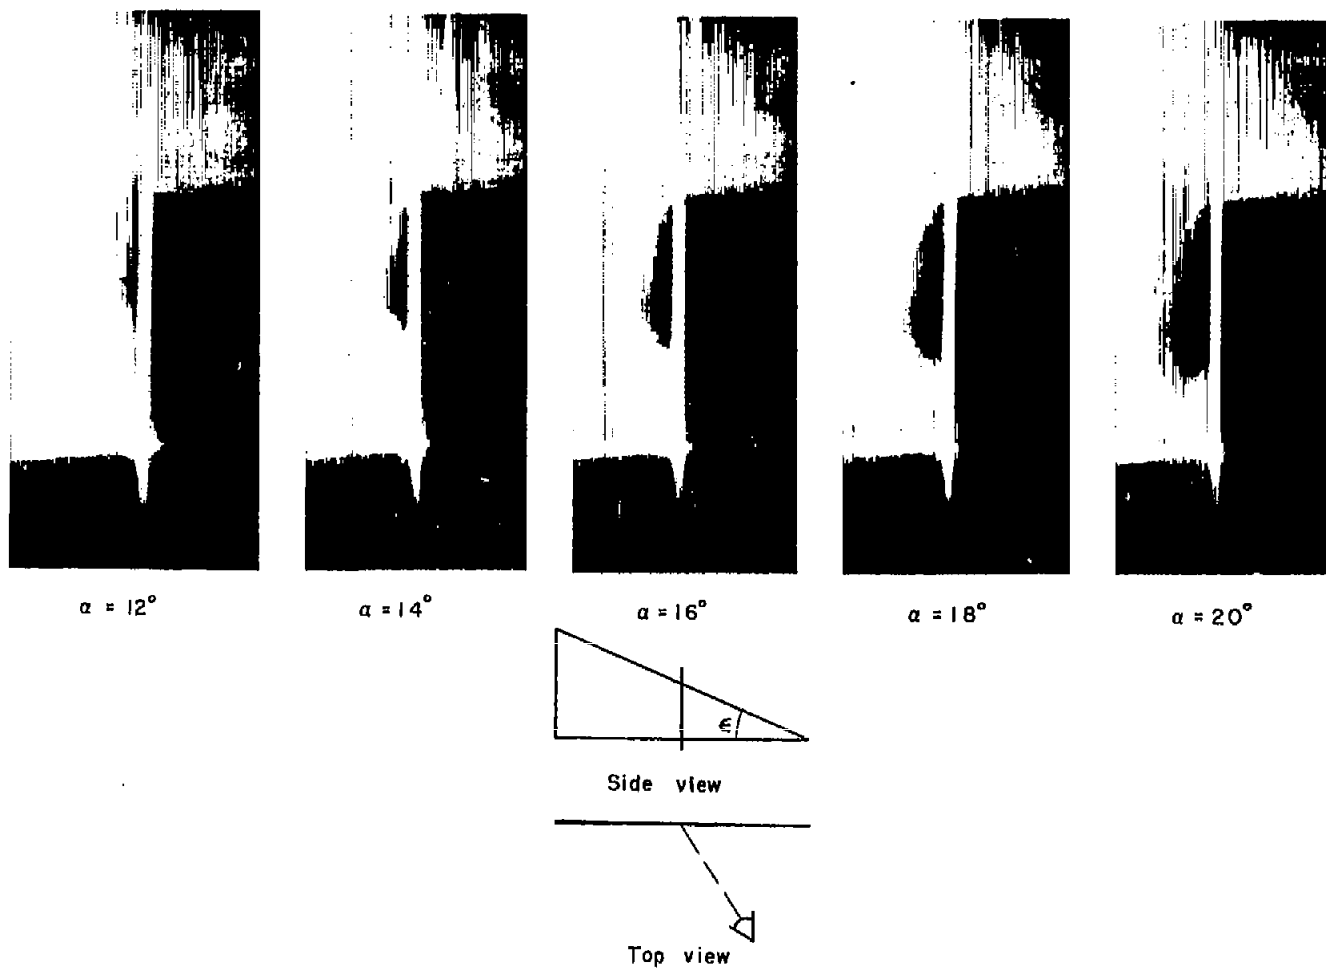 α = 12°
α = 14°
α = 16°
α = 18°
α = 20°
ϵ
Side view
Top view